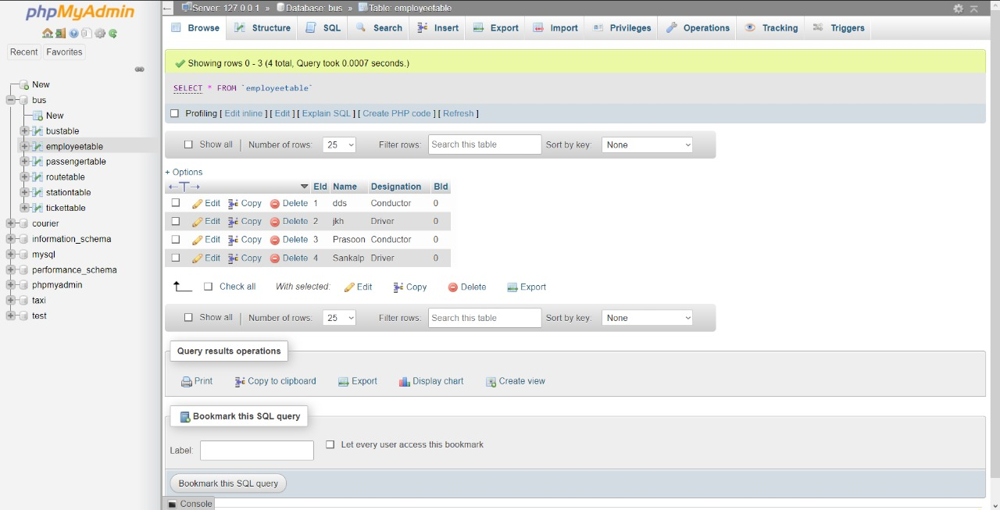 phpMyAdmin
Recent Favorites
New
bus
New
bustable
employeetable
passengertable
routetable
stationtable
tickettable
courier
information_schema
mysql
performance_schema
phpmyadmin
taxi
test
Server: 127.0.0.1 » Database: bus » Table: employeetable
Browse Structure SQL Search Insert Export Import Privileges Operations Tracking Triggers
Showing rows 0 - 3 (4 total, Query took 0.0007 seconds.)
SELECT * FROM `employeetable`
Profiling [ Edit inline ] [ Edit ] [ Explain SQL ] [ Create PHP code ] [ Refresh ]
Show all | Number of rows: 25 Filter rows: Search this table Sort by key: None
+ Options
EId Name Designation BId
Edit Copy Delete 1 dds Conductor 0
Edit Copy Delete 2 jkh Driver 0
Edit Copy Delete 3 Prasoon Conductor 0
Edit Copy Delete 4 Sankalp Driver 0
Check all With selected: Edit Copy Delete Export
Show all | Number of rows: 25 Filter rows: Search this table Sort by key: None
Query results operations
Print Copy to clipboard Export Display chart Create view
Bookmark this SQL query
Label: Let every user access this bookmark
Bookmark this SQL query
Console